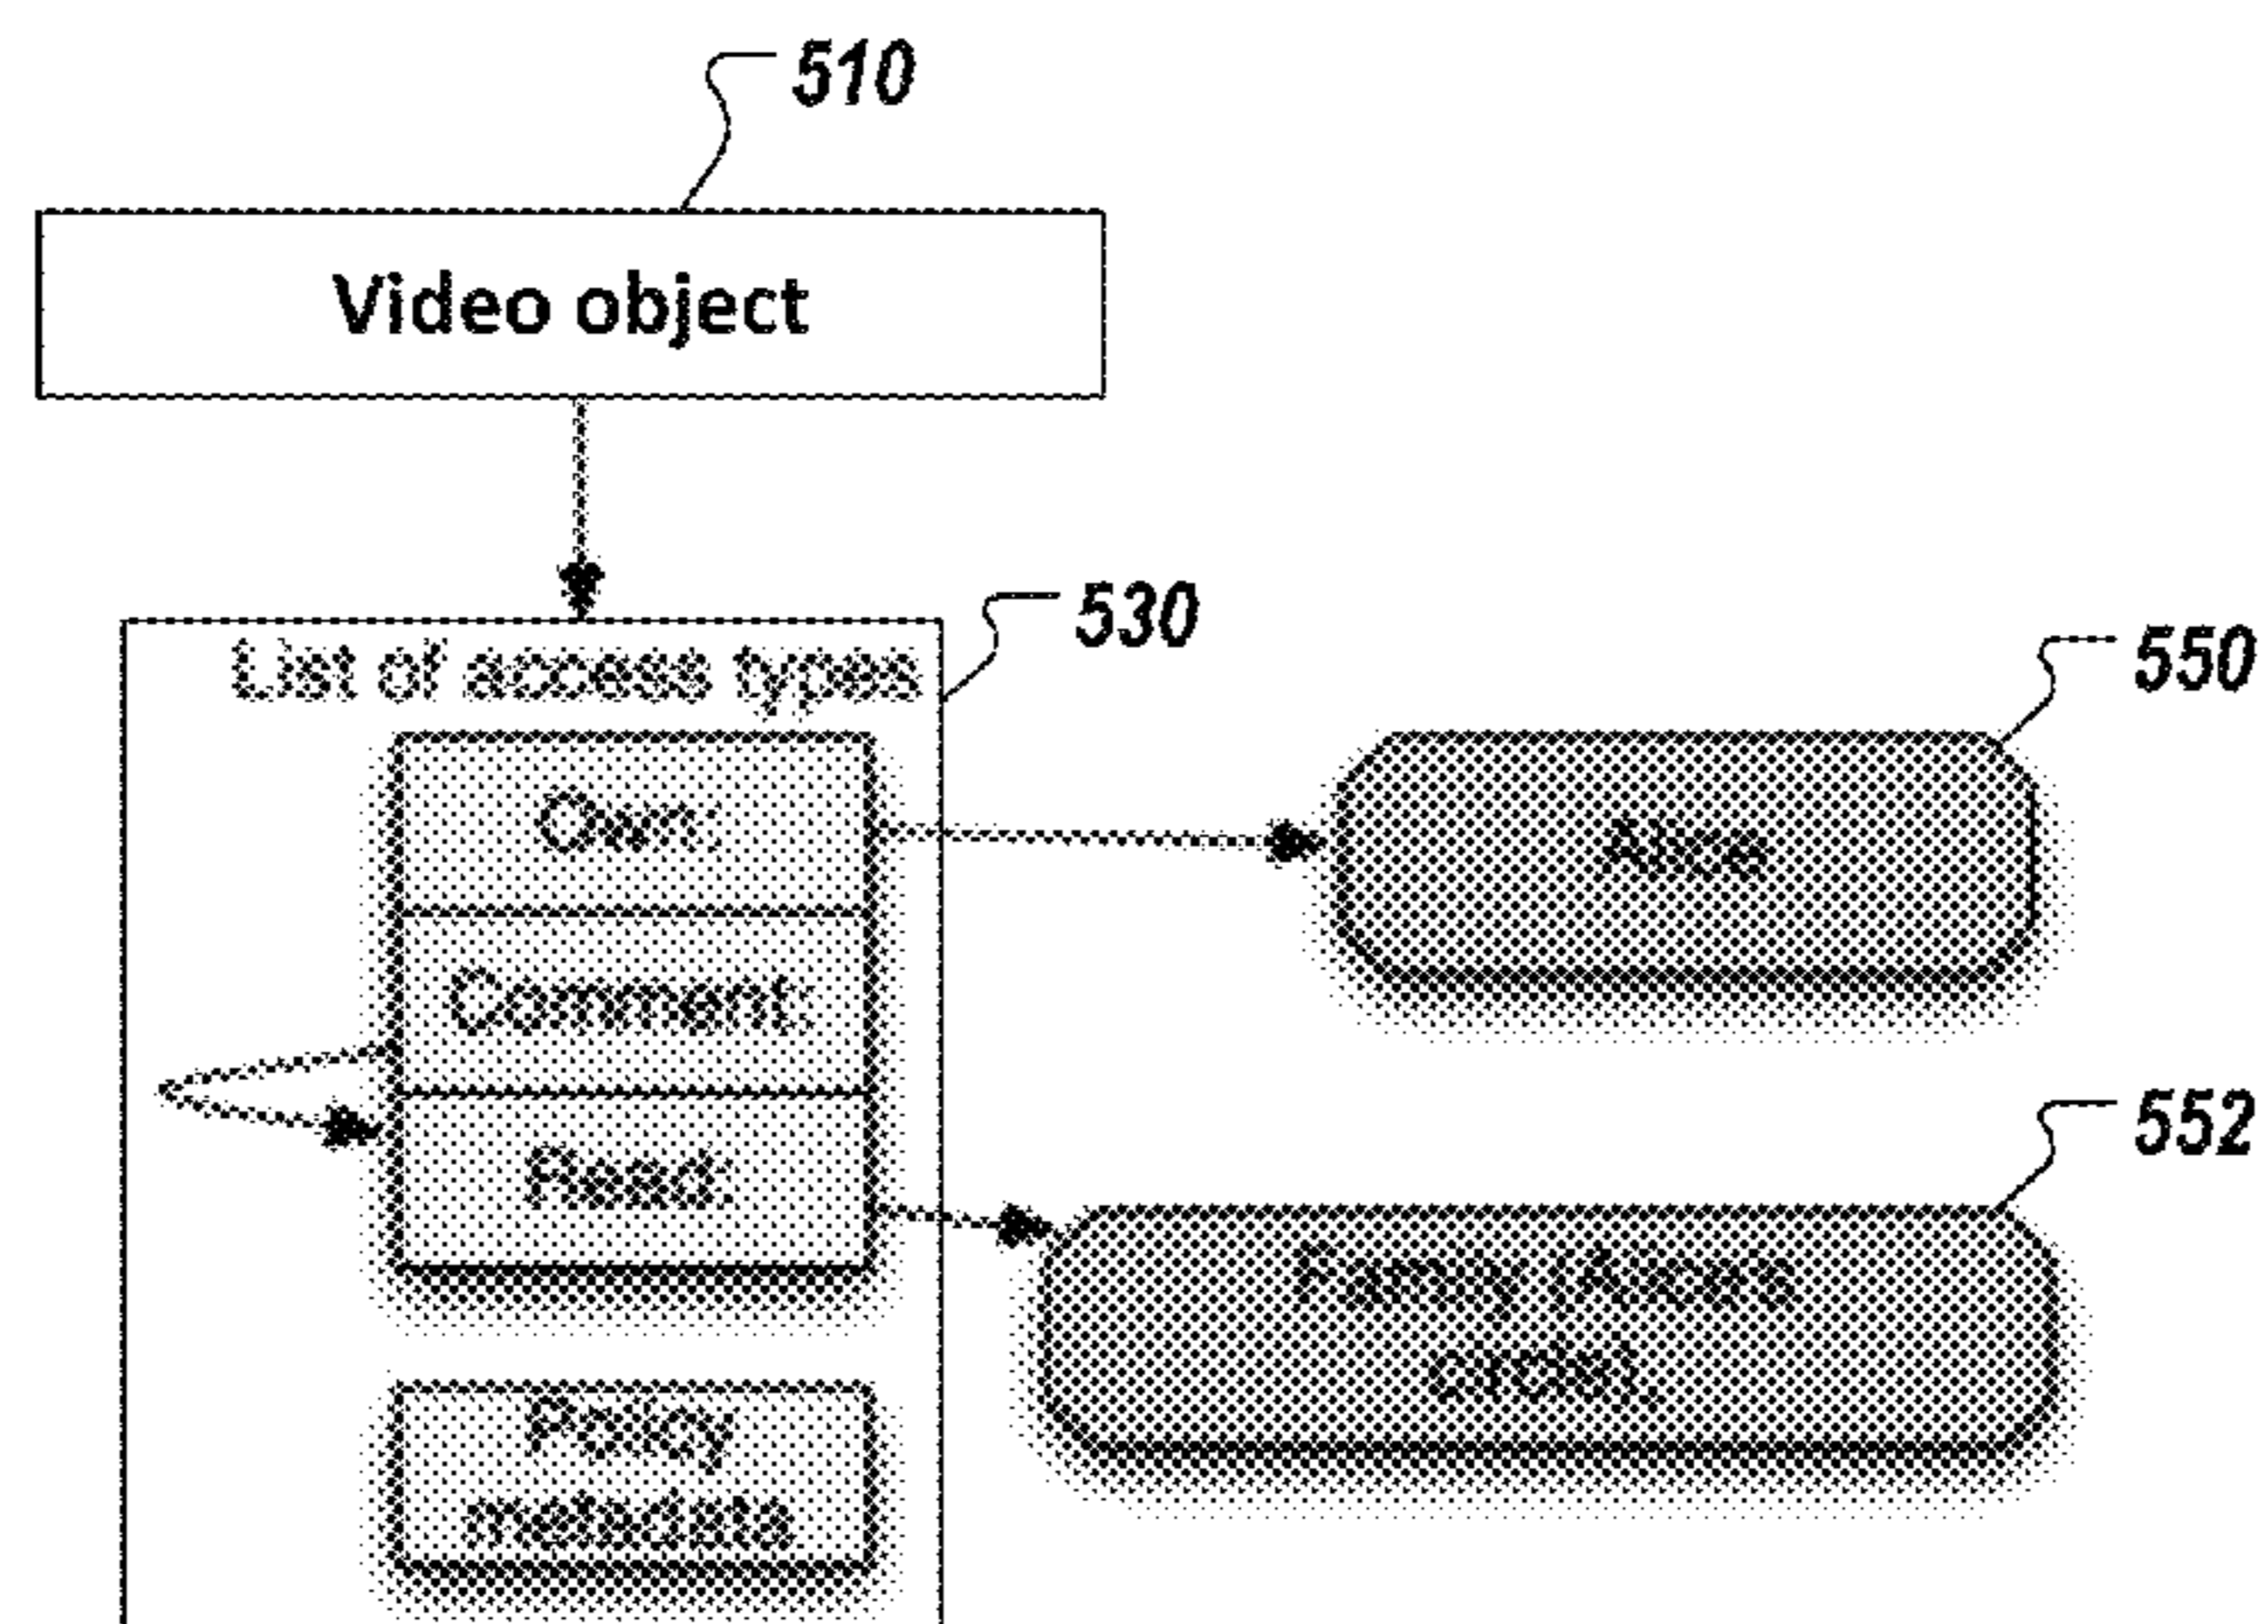 510
Video object
530
List of access types
550
Own:
Alice
Comment:
552
Read:
Family (Alice's
circle).
Policy
metadata